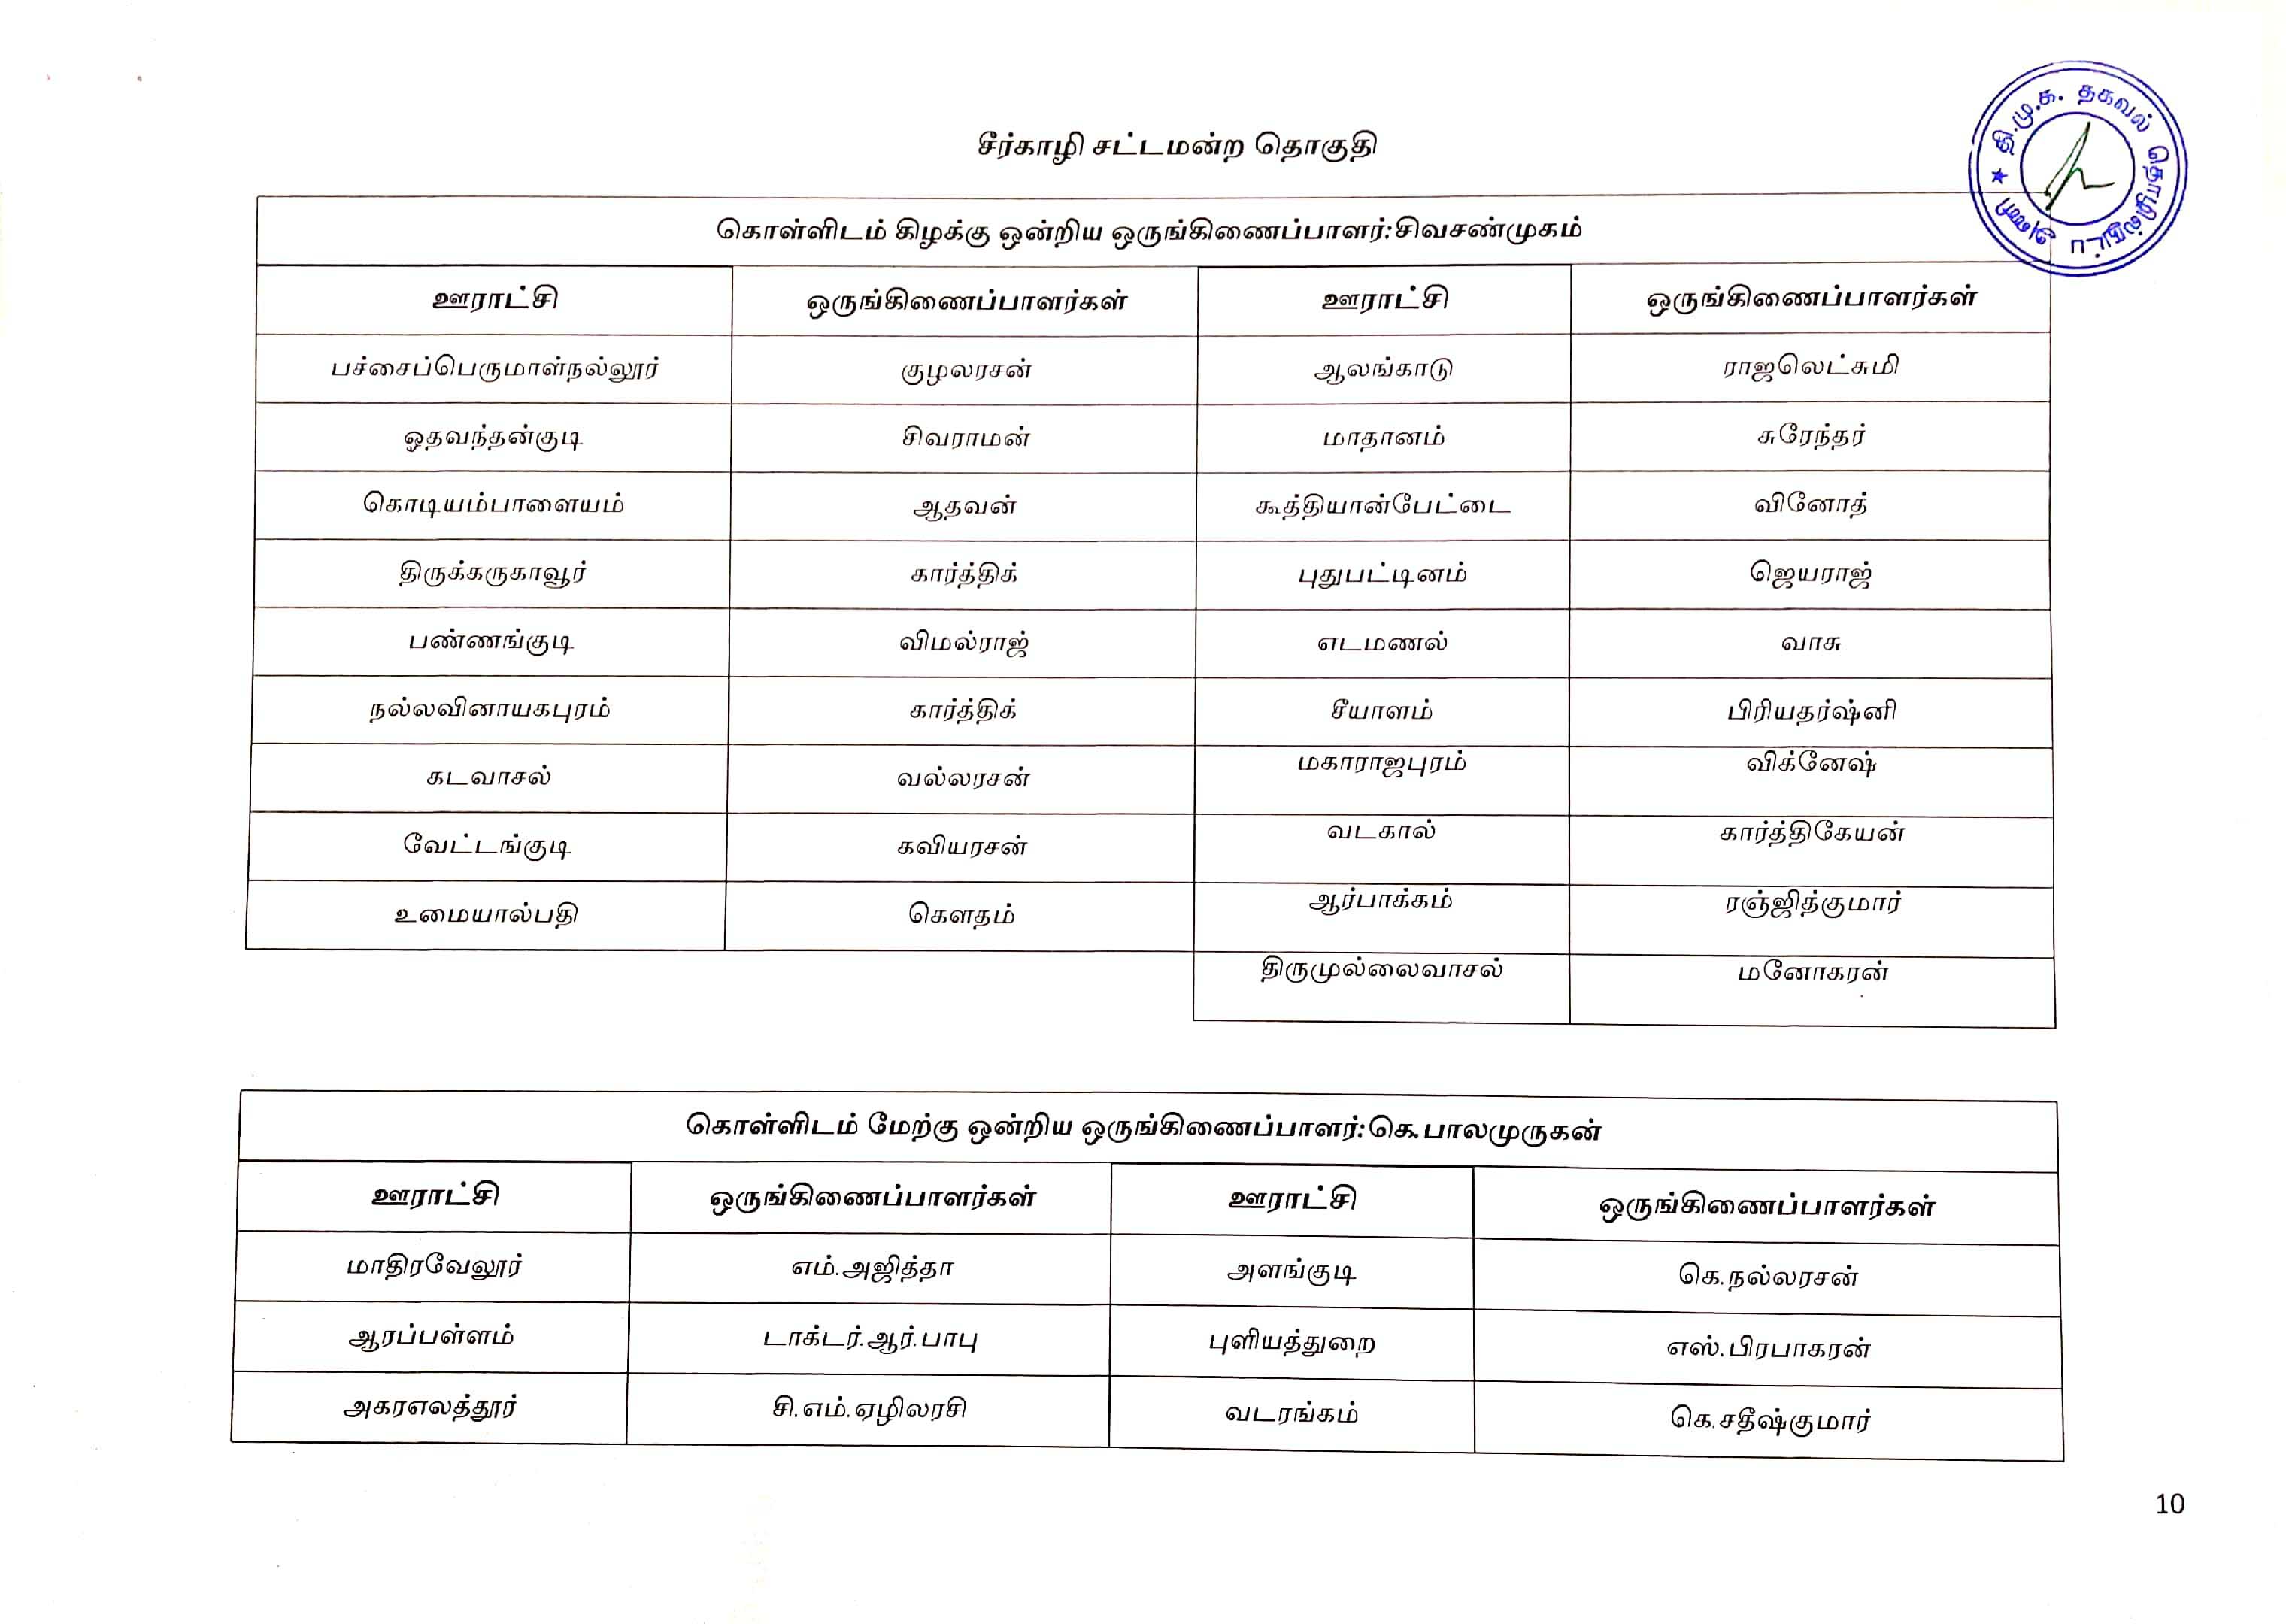 தி.மு.க. தகவல் தொழில்நுட்ப அணி
சீர்காழி சட்டமன்ற தொகுதி
கொள்ளிடம் கிழக்கு ஒன்றிய ஒருங்கிணைப்பாளர்:சிவசண்முகம்
ஊராட்சி ஒருங்கிணைப்பாளர்கள் ஊராட்சி ஒருங்கிணைப்பாளர்கள்
பச்சைப்பெருமாள்நல்லூர் குழலரசன் ஆலங்காடு ராஜலெட்சுமி
ஓதவந்தன்குடி சிவராமன் மாதானம் சுரேந்தர்
கொடியம்பாளையம் ஆதவன் கூத்தியான்பேட்டை வினோத்
திருக்கருகாவூர் கார்த்திக் புதுபட்டினம் ஜெயராஜ்
பண்ணங்குடி விமல்ராஜ் எடமணல் வாசு
நல்லவினாயகபுரம் கார்த்திக் சீயாளம் பிரியதர்ஷ்னி
கடவாசல் வல்லரசன் மகாராஜபுரம் விக்னேஷ்
வேட்டங்குடி கவியரசன் வடகால் கார்த்திகேயன்
உமையால்பதி கௌதம் ஆர்பாக்கம் ரஞ்ஜித்குமார்
திருமுல்லைவாசல் மனோகரன்
கொள்ளிடம் மேற்கு ஒன்றிய ஒருங்கிணைப்பாளர்:கெ.பாலமுருகன்
ஊராட்சி ஒருங்கிணைப்பாளர்கள் ஊராட்சி ஒருங்கிணைப்பாளர்கள்
மாதிரவேலூர் எம்.அஜித்தா அளங்குடி கெ.நல்லரசன்
ஆரப்பள்ளம் டாக்டர்.ஆர்.பாபு புளியத்துறை எஸ்.பிரபாகரன்
அகரஎலத்தூர் சி.எம்.ஏழிலரசி வடரங்கம் கெ.சதீஷ்குமார்
10